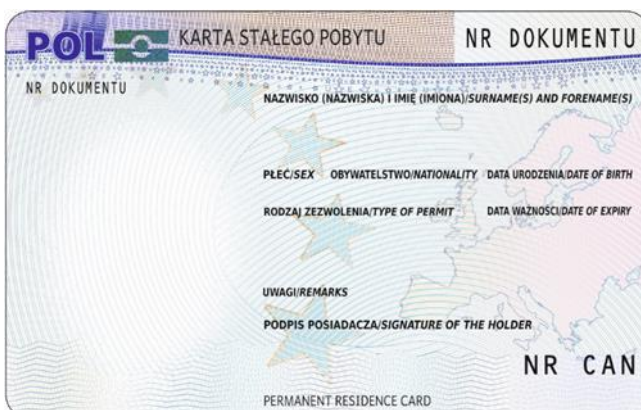 POL KARTA STAŁEGO POBYTU NR DOKUMENTU
NR DOKUMENTU
NAZWISKO (NAZWISKA) I IMIĘ (IMIONA)/SURNAME(S) AND FORENAME(S)
PŁEĆ/SEX OBYWATELSTWO/NATIONALITY DATA URODZENIA/DATE OF BIRTH
RODZAJ ZEZWOLENIA/TYPE OF PERMIT DATA WAŻNOŚCI/DATE OF EXPIRY
UWAGI/REMARKS
PODPIS POSIADACZA/SIGNATURE OF THE HOLDER
NR CAN
PERMANENT RESIDENCE CARD